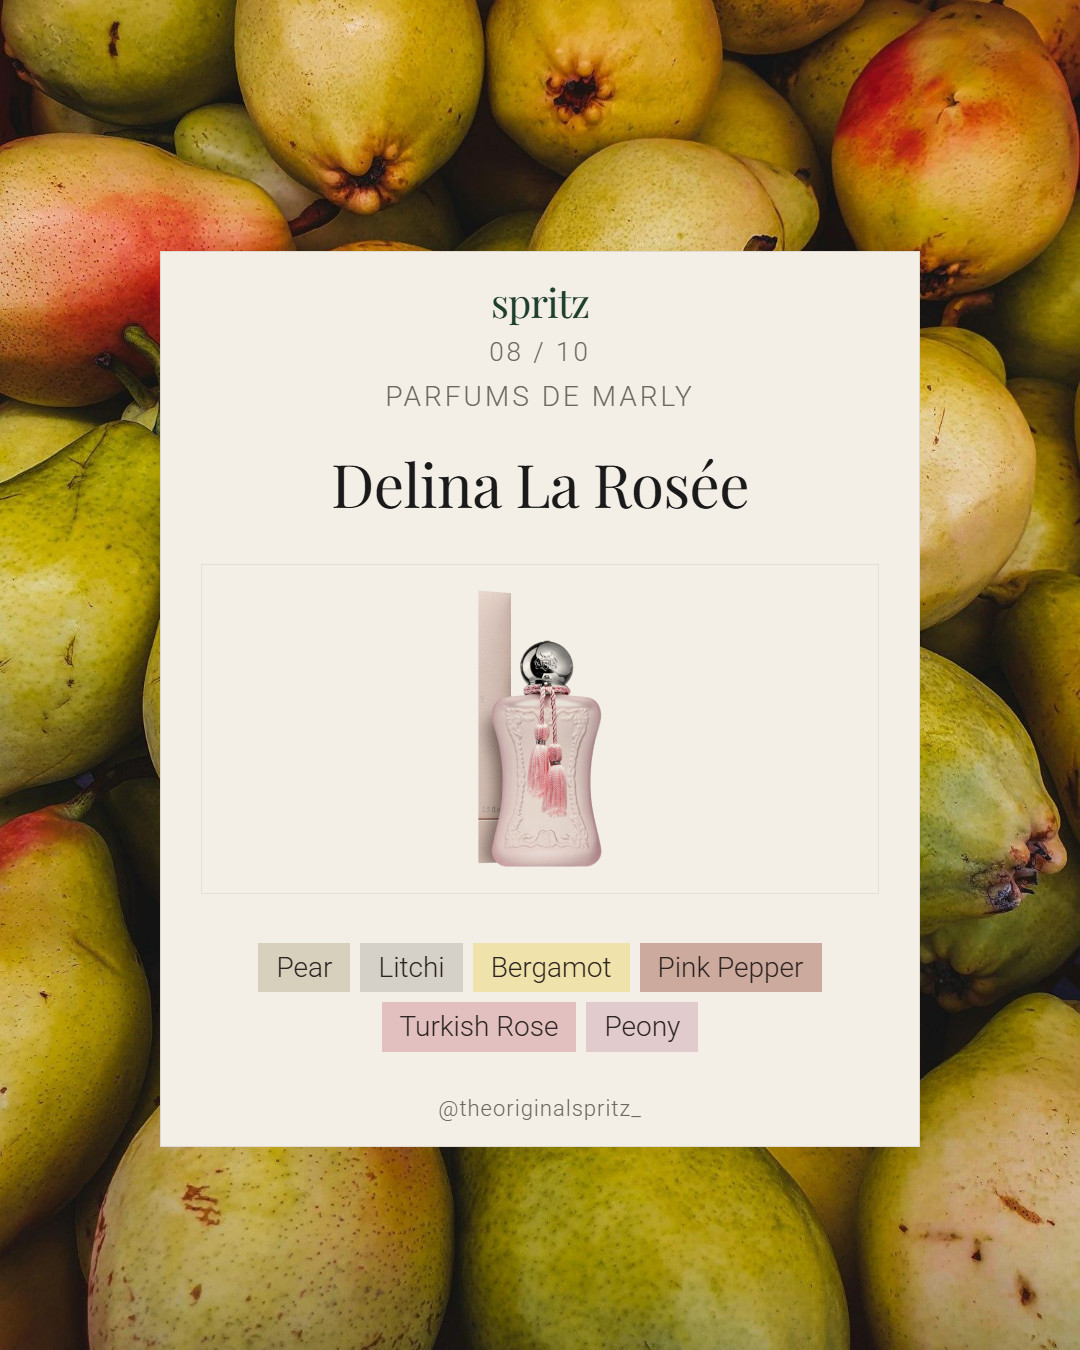 spritz
08 / 10
PARFUMS DE MARLY
Delina La Rosée
Pear Litchi Bergamot Pink Pepper
Turkish Rose Peony
@theoriginalspritz_